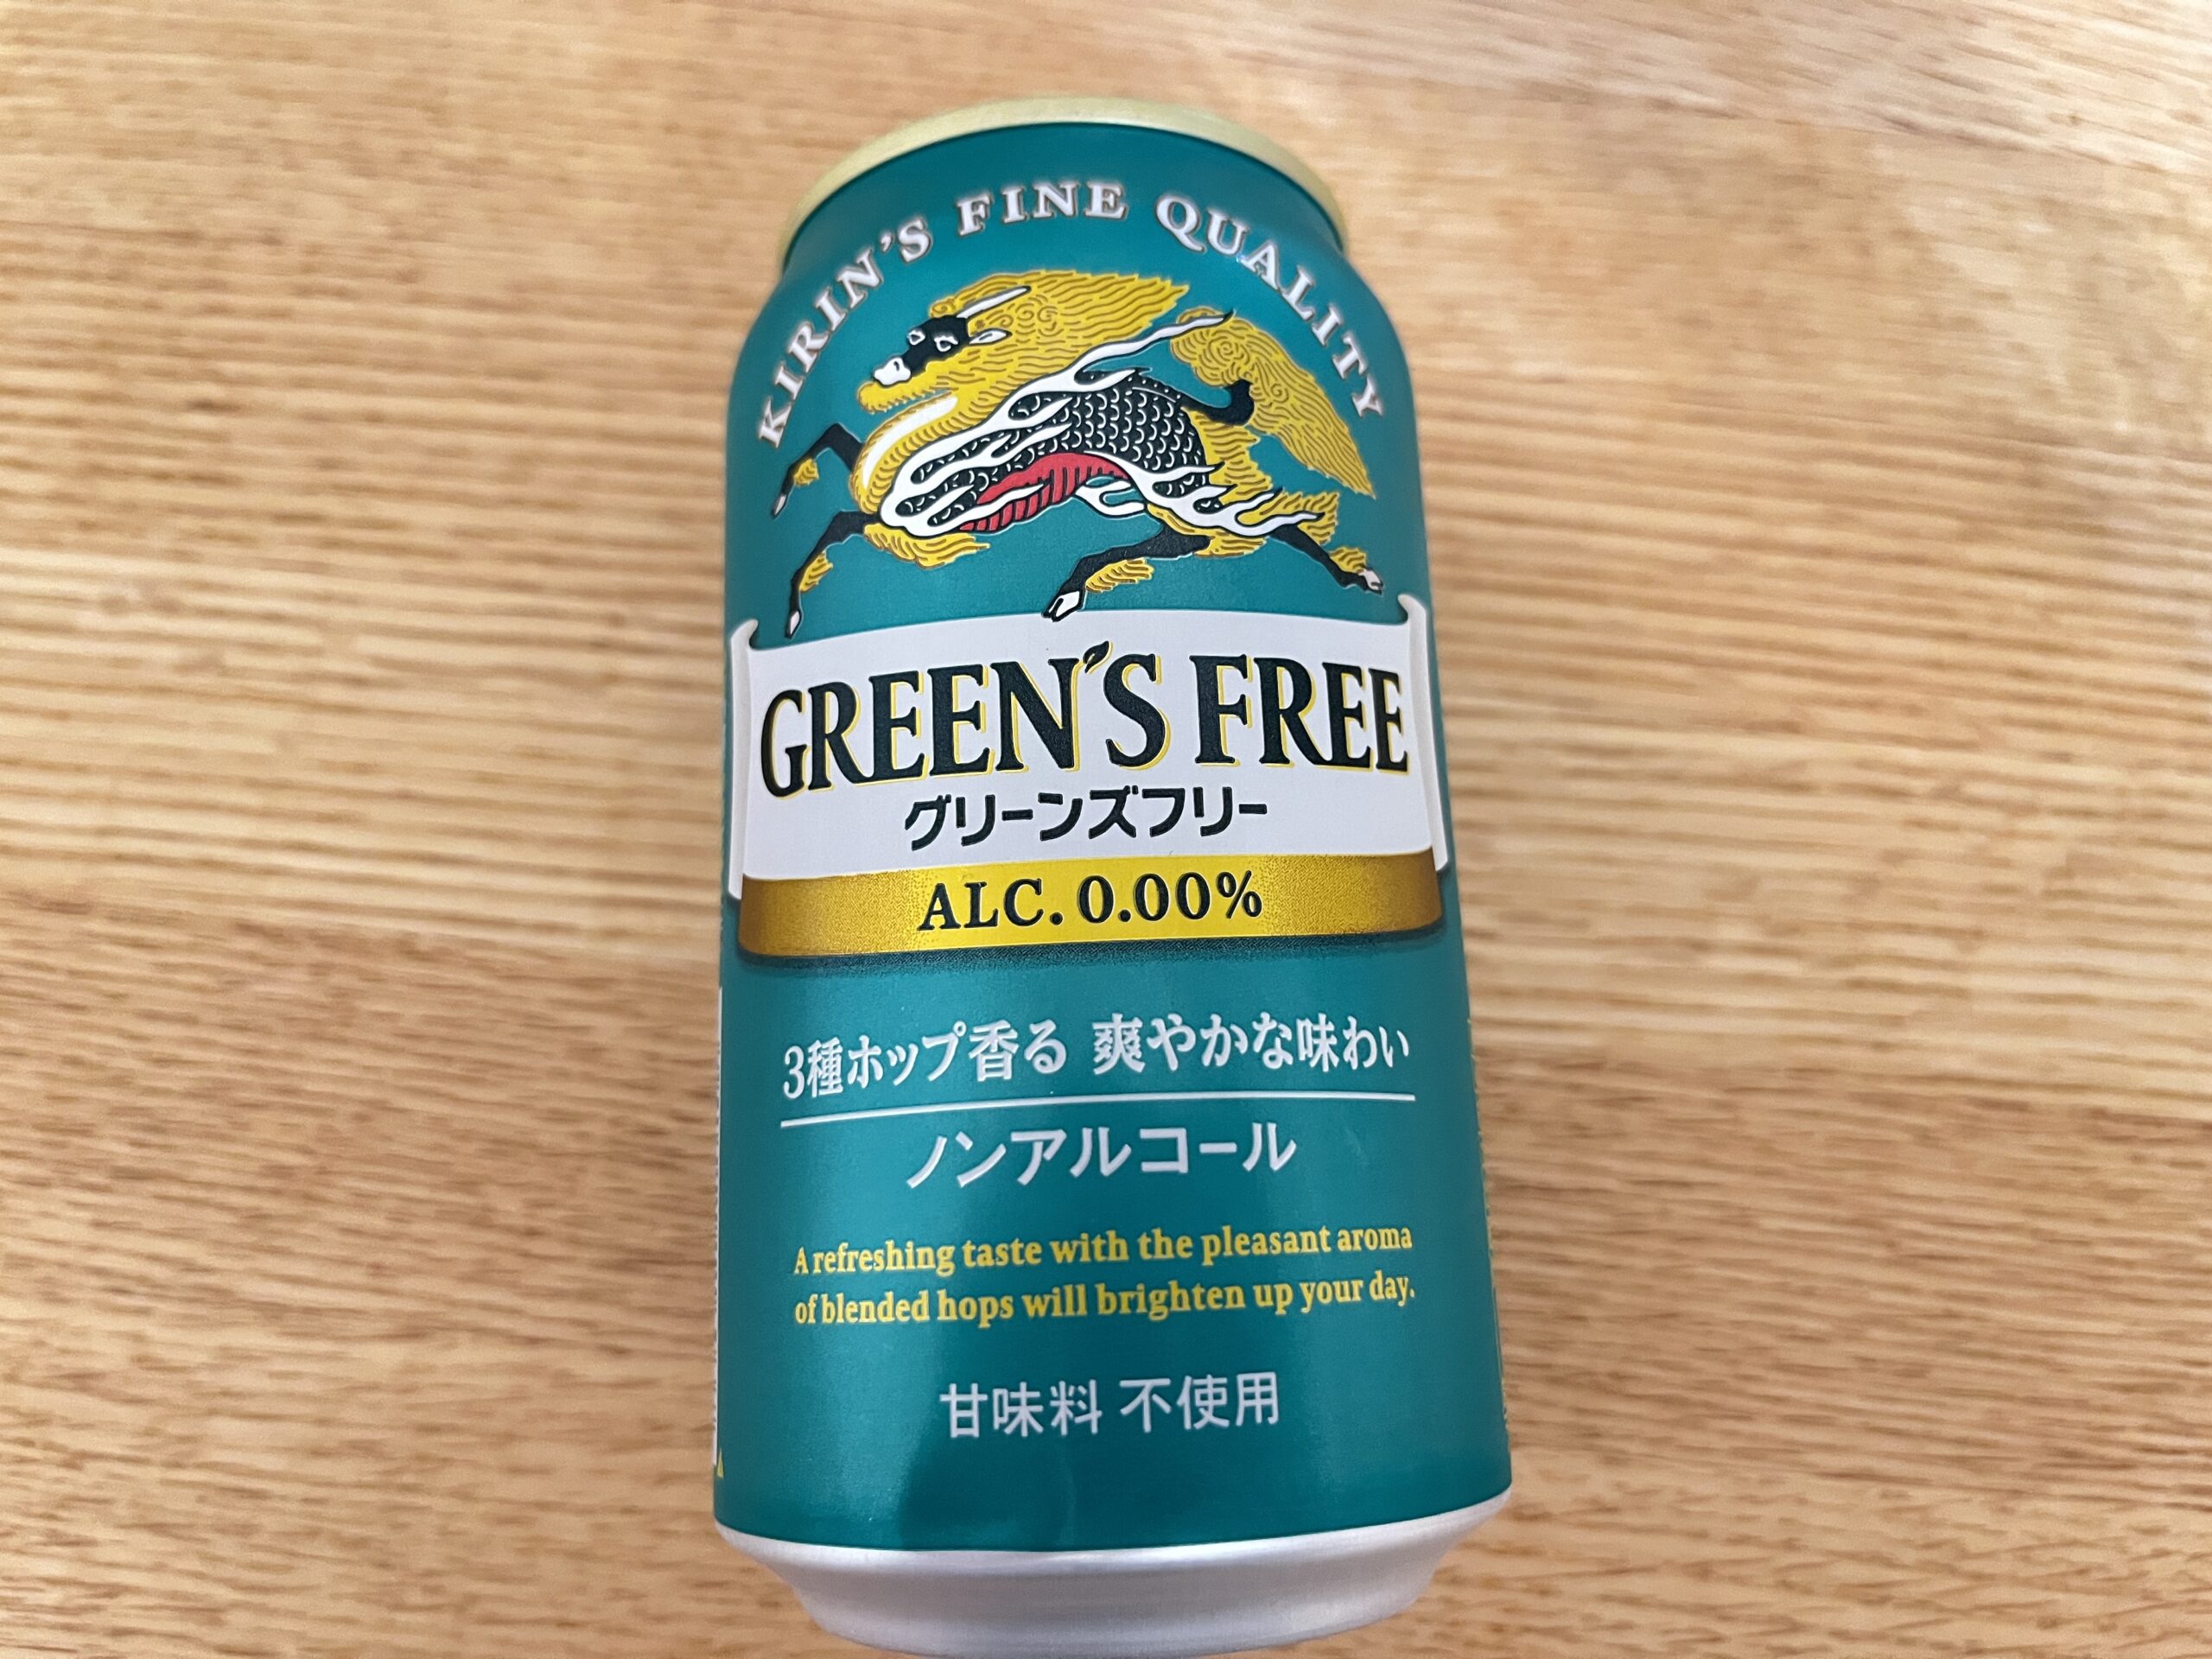 KIRIN'S FINE QUALITY
GREEN'S FREE
グリーンズフリー
ALC. 0.00%
3種ホップ香る 爽やかな味わい
ノンアルコール
A refreshing taste with the pleasant aroma
of blended hops will brighten up your day.
甘味料 不使用